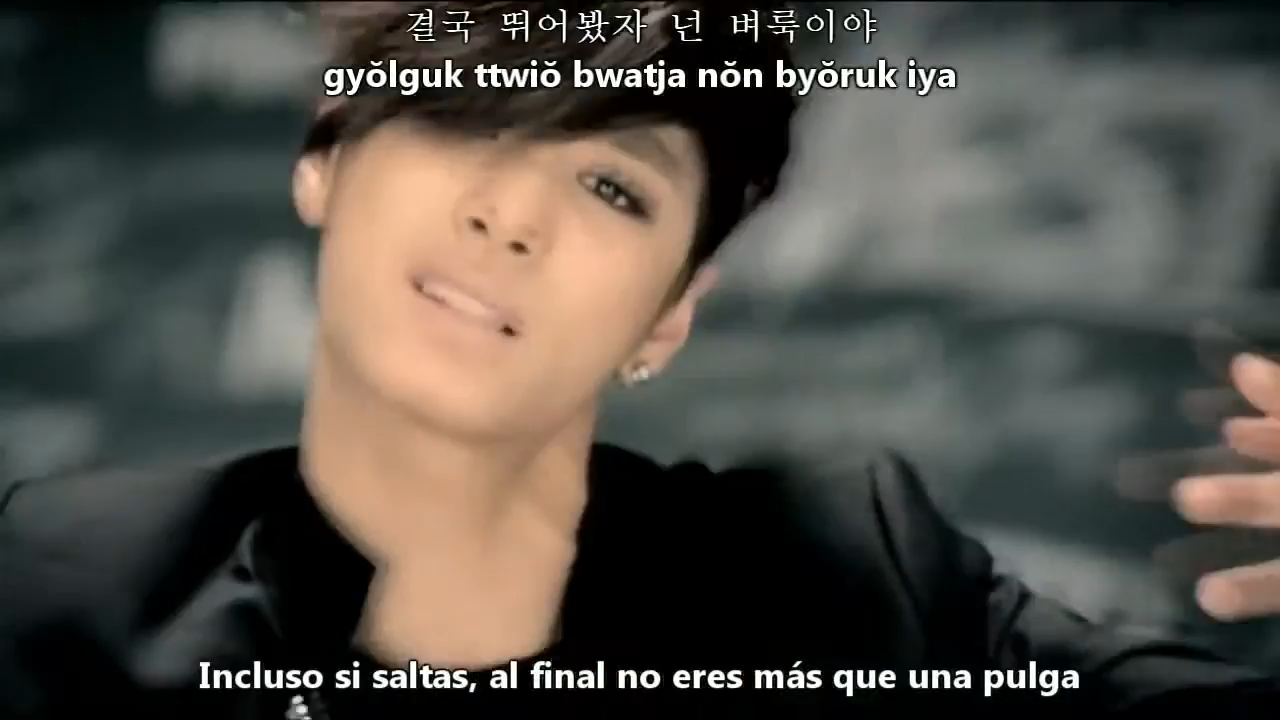 결국 뛰어봤자 넌 벼룩이야
gyŏlguk ttwiŏ bwatja nŏn byŏruk iya
Incluso si saltas, al final no eres más que una pulga